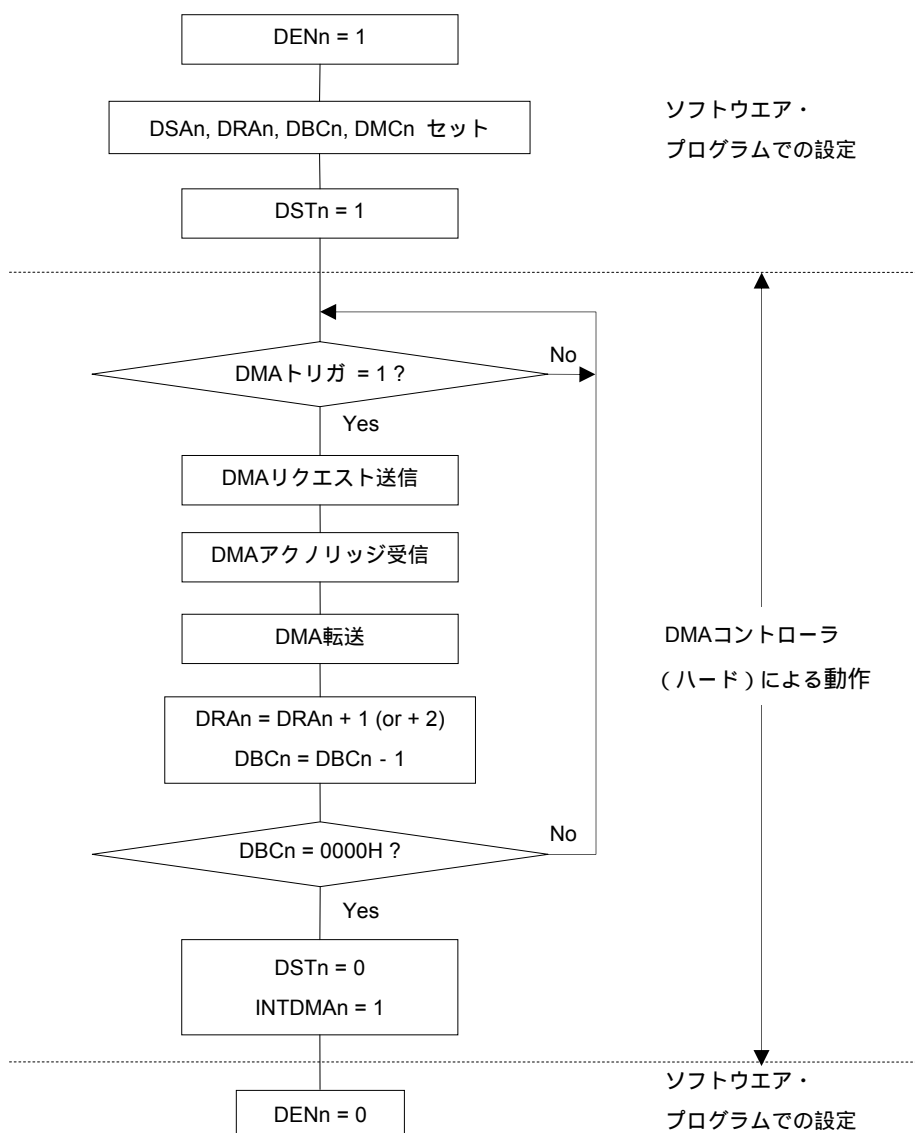 DENn = 1
DSAn, DRAn, DBCn, DMCn セット
DSTn = 1
ソフトウエア・
プログラムでの設定
DMAトリガ = 1 ?
No
Yes
DMAリクエスト送信
DMAアクノリッジ受信
DMA転送
DRAn = DRAn + 1 (or + 2)
DBCn = DBCn - 1
DMAコントローラ
(ハード)による動作
DBCn = 0000H ?
No
Yes
DSTn = 0
INTDMAn = 1
DENn = 0
ソフトウエア・
プログラムでの設定